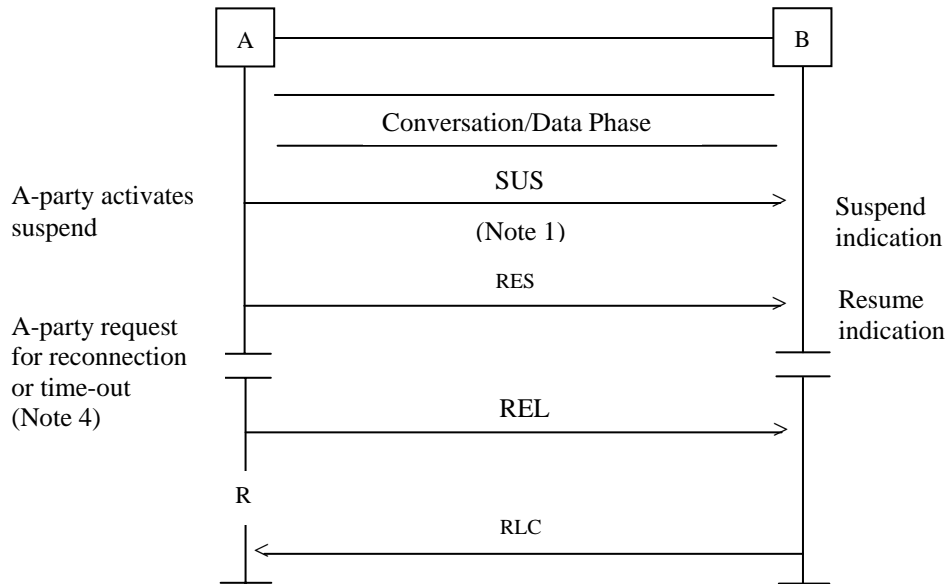 A
B
Conversation/Data Phase
SUS
A-party activates
suspend
(Note 1)
Suspend
indication
RES
Resume
indication
A-party request
for reconnection
or time-out
(Note 4)
REL
R
RLC